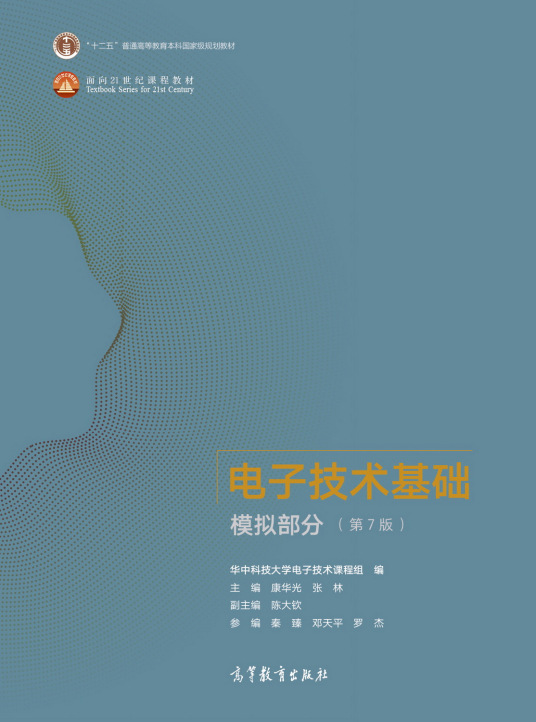 “十二五”普通高等教育本科国家级规划教材
面向21世纪课程教材
Textbook Series for 21st Century
电子技术基础
模拟部分（第7版）
华中科技大学电子技术课程组 编
主 编 康华光 张 林
副主编 陈大钦
参 编 秦 臻 邓天平 罗 杰
高等教育出版社